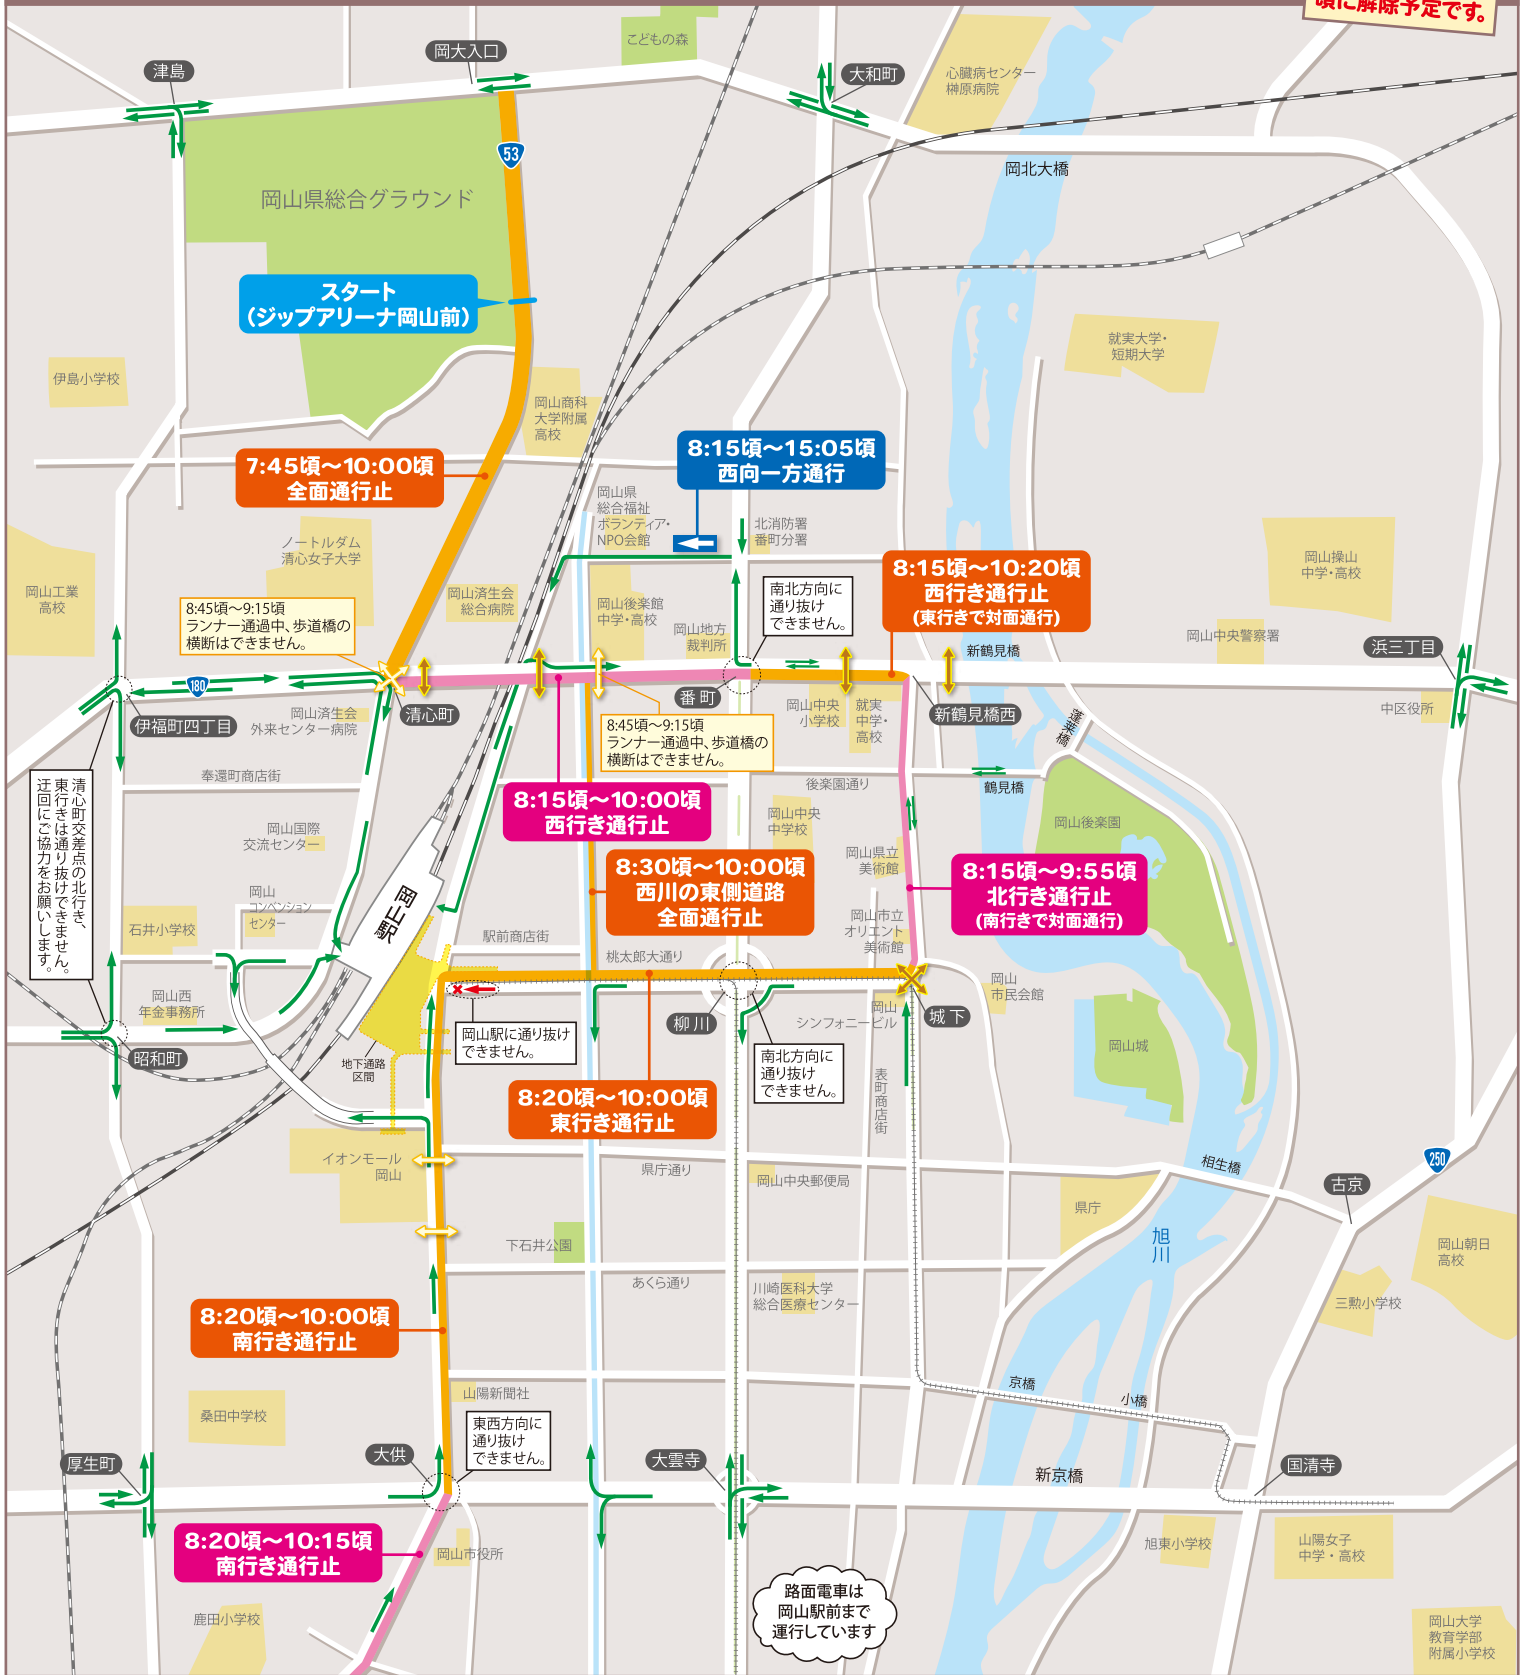 頃に解除予定です。
こどもの森
岡大入口
津島
大和町
心臓病センター
榊原病院
53
岡北大橋
岡山県総合グラウンド
スタート
(ジップアリーナ岡山前)
就実大学・
短期大学
伊島小学校
岡山商科
大学附属
高校
8:15頃〜15:05頃
西向一方通行
7:45頃〜10:00頃
全面通行止
岡山県
総合福祉
ボランティア・
NPO会館
北消防署
番町分署
ノートルダム
清心女子大学
岡山操山
中学・高校
岡山工業
高校
岡山済生会
総合病院
岡山後楽館
中学・高校
岡山地方
裁判所
南北方向に
通り抜け
できません。
8:15頃〜10:20頃
西行き通行止
(東行きで対面通行)
8:45頃〜9:15頃
ランナー通過中、歩道橋の
横断はできません。
新鶴見橋
岡山中央警察署
浜三丁目
180
伊福町四丁目
岡山済生会
外来センター病院
清心町
番町
岡山中央
小学校
就実
中学・
高校
新鶴見橋西
蓬莱橋
中区役所
8:45頃〜9:15頃
ランナー通過中、歩道橋の
横断はできません。
清心町交差点の北行き、
東行きは通り抜けできません。
迂回にご協力をお願いします。
奉還町商店街
後楽園通り
鶴見橋
8:15頃〜10:00頃
西行き通行止
岡山中央
中学校
岡山後楽園
岡山国際
交流センター
岡山県立
美術館
8:30頃〜10:00頃
西川の東側道路
全面通行止
8:15頃〜9:55頃
北行き通行止
(南行きで対面通行)
岡山
コンベンション
センター
岡山駅
石井小学校
駅前商店街
桃太郎大通り
岡山市立
オリエント
美術館
岡山
市民会館
岡山西
年金事務所
岡山
シンフォニービル
柳川
城下
岡山駅に通り抜け
できません。
昭和町
地下通路
区間
南北方向に
通り抜け
できません。
岡山城
表町商店街
8:20頃〜10:00頃
東行き通行止
イオンモール
岡山
県庁通り
岡山中央郵便局
相生橋
250
古京
県庁
旭川
下石井公園
岡山朝日
高校
あくら通り
川崎医科大学
総合医療センター
三勲小学校
8:20頃〜10:00頃
南行き通行止
京橋
小橋
山陽新聞社
桑田中学校
東西方向に
通り抜け
できません。
大供
厚生町
大雲寺
新京橋
国清寺
8:20頃〜10:15頃
南行き通行止
岡山市役所
旭東小学校
山陽女子
中学・高校
路面電車は
岡山駅前まで
運行しています
鹿田小学校
岡山大学
教育学部
附属小学校